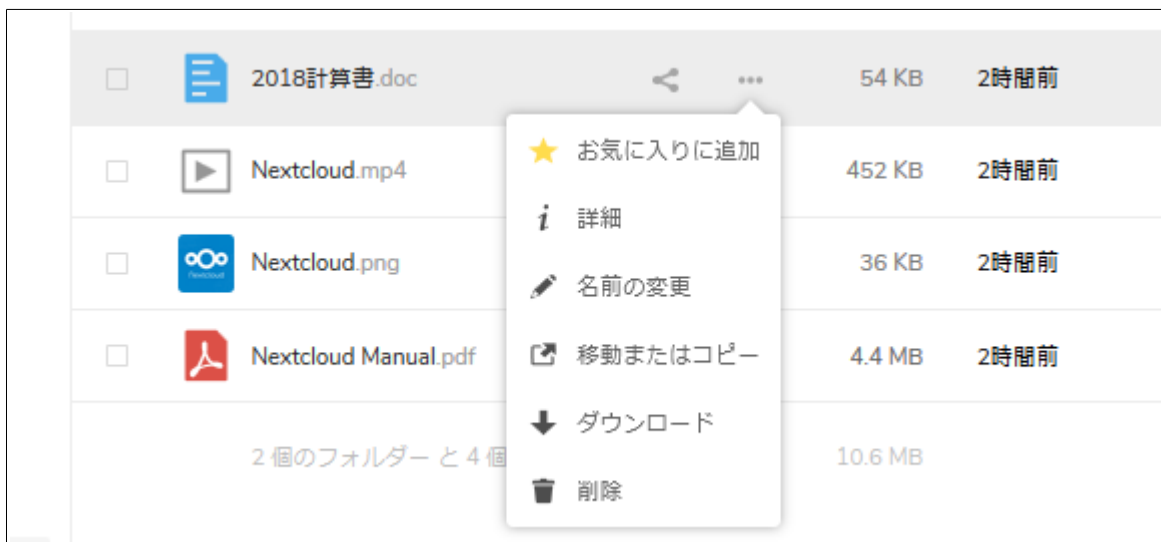 2018計算書.doc 54 KB 2時間前
お気に入りに追加
Nextcloud.mp4 452 KB 2時間前
詳細
Nextcloud.png 36 KB 2時間前
名前の変更
Nextcloud Manual.pdf 4.4 MB 2時間前
移動またはコピー
ダウンロード
2 個のフォルダー と 4 個 10.6 MB
削除